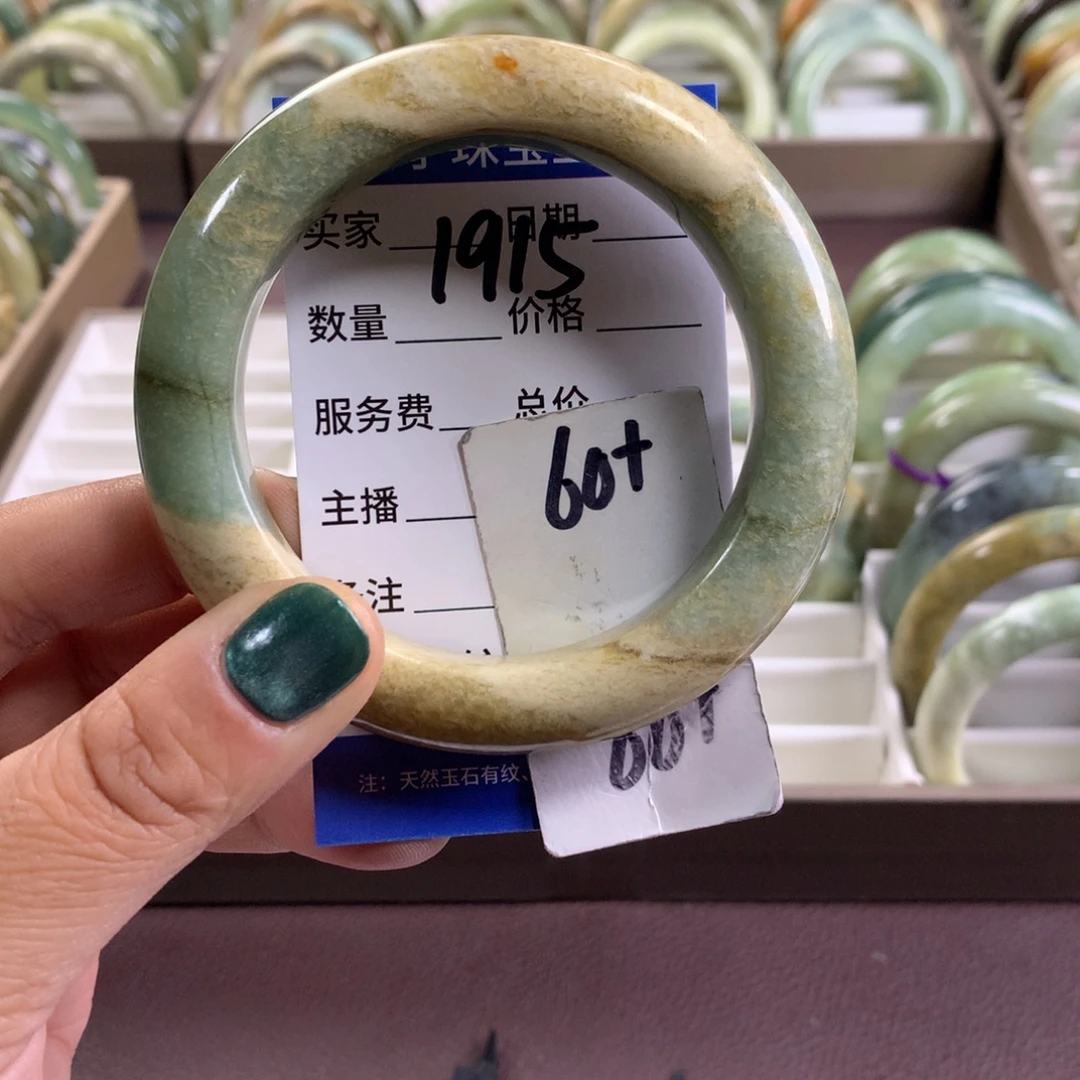 珠宝
卖家 日期
1915
数量 价格
服务费 总价
60+
主播
备注
60+
注：天然玉石有纹、